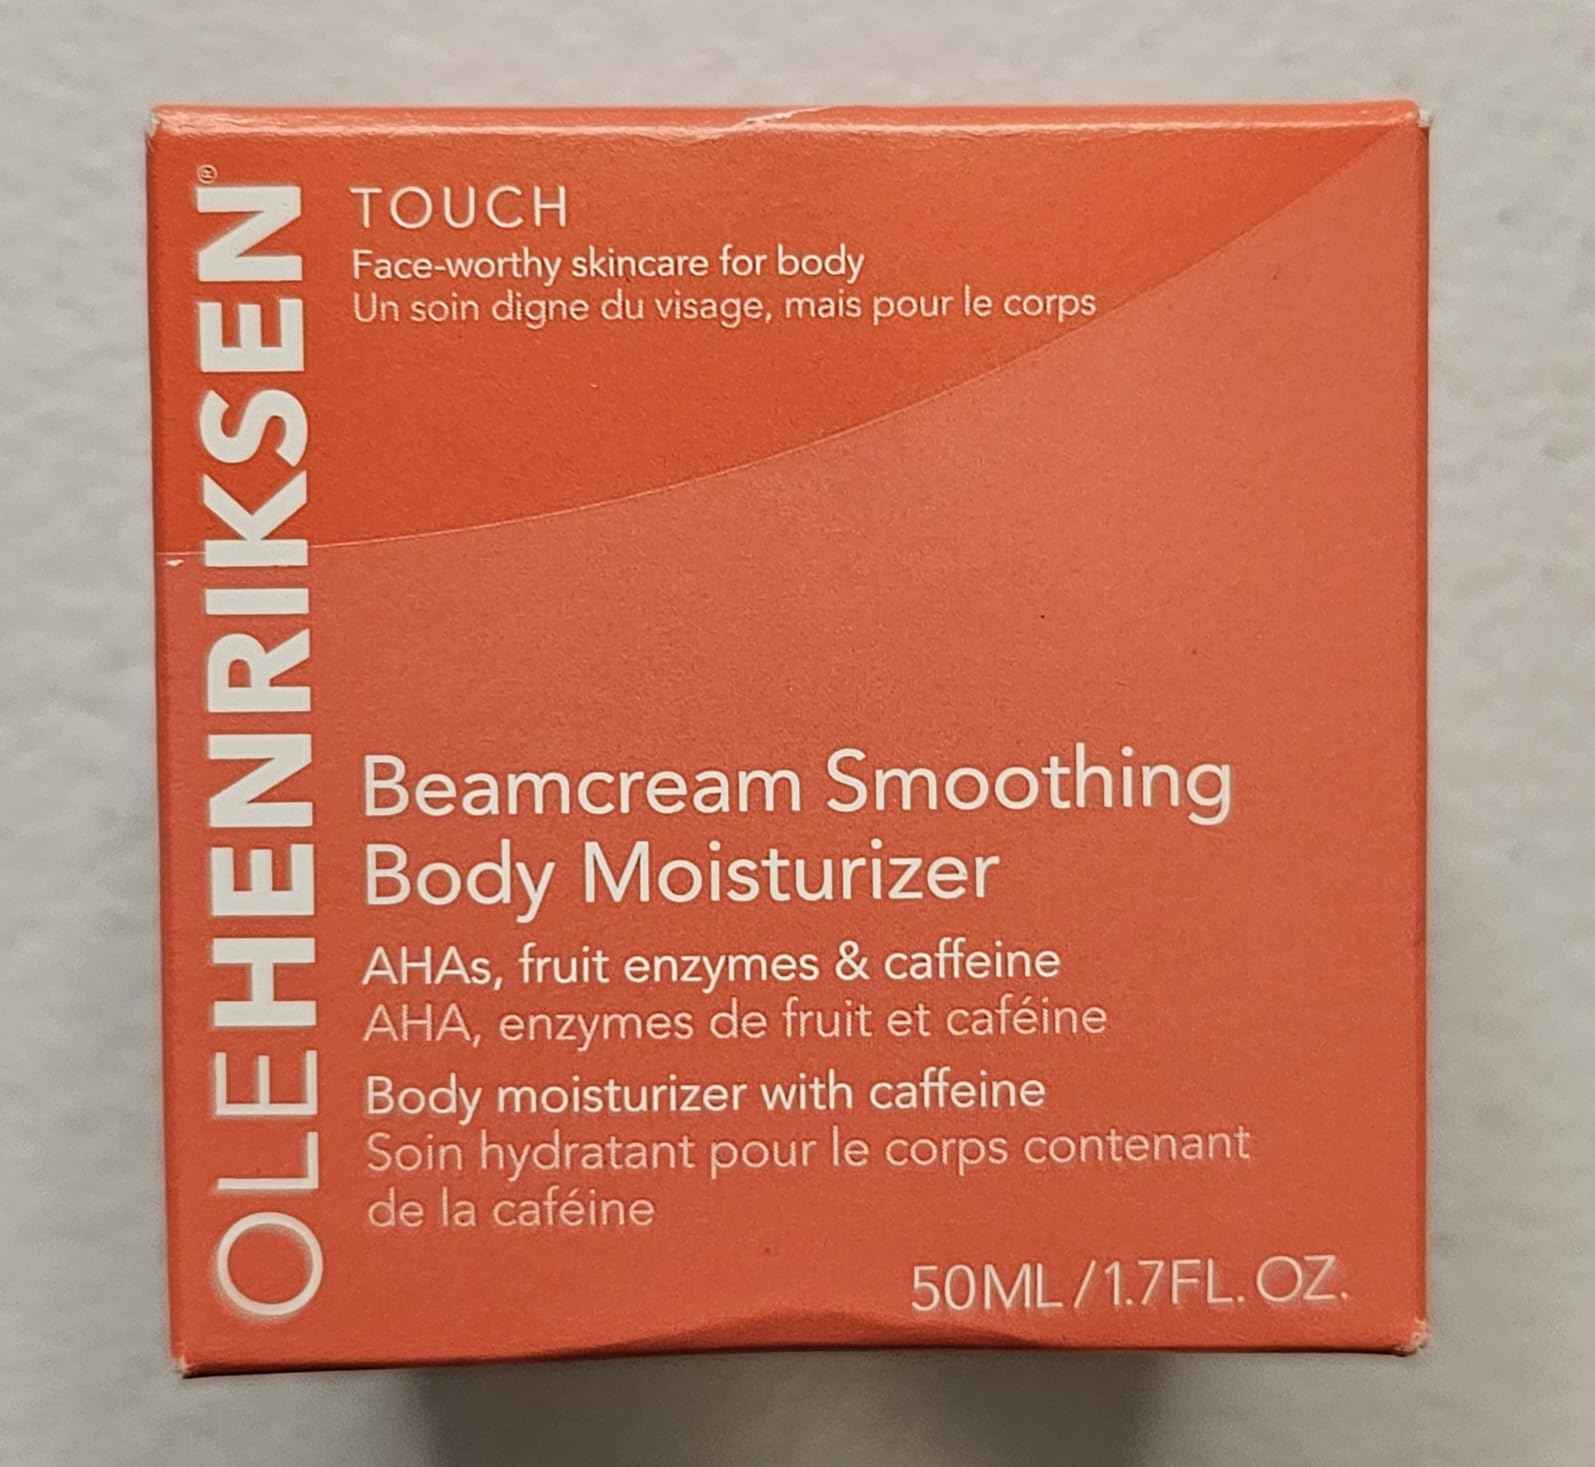 OLEHENRIKSEN®
TOUCH
Face-worthy skincare for body
Un soin digne du visage, mais pour le corps
Beamcream Smoothing
Body Moisturizer
AHAs, fruit enzymes & caffeine
AHA, enzymes de fruit et caféine
Body moisturizer with caffeine
Soin hydratant pour le corps contenant
de la caféine
50ML/1.7FL. OZ.